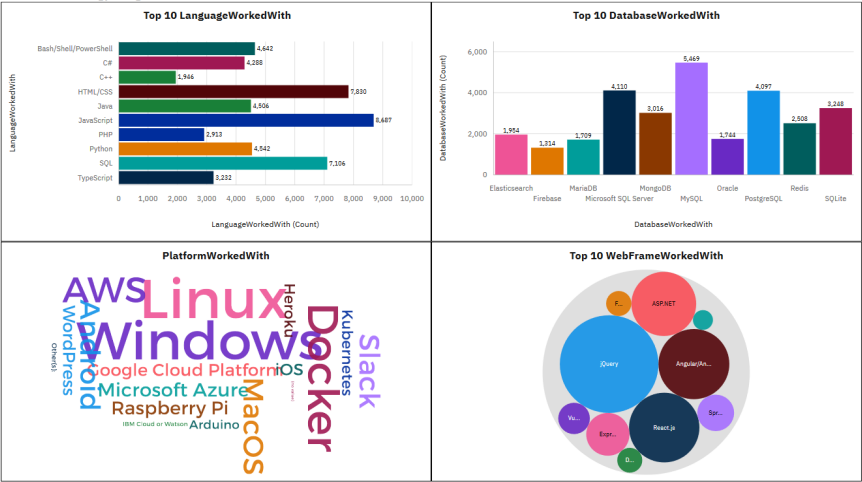 Top 10 LanguageWorkedWith
LanguageWorkedWith
Bash/Shell/PowerShell
4,642
C#
4,288
C++
1,946
HTML/CSS
7,830
Java
4,506
JavaScript
8,687
PHP
2,913
Python
4,542
SQL
7,106
TypeScript
3,232
0 1,000 2,000 3,000 4,000 5,000 6,000 7,000 8,000 9,000 10,000
LanguageWorkedWith (Count)
Top 10 DatabaseWorkedWith
DatabaseWorkedWith (Count)
6,000
4,000
2,000
0
1,954
1,314
1,709
4,110
3,016
5,469
1,744
4,097
2,508
3,248
Elasticsearch MariaDB MongoDB Oracle Redis
Firebase Microsoft SQL Server MySQL PostgreSQL SQLite
DatabaseWorkedWith
PlatformWorkedWith
AWS
Linux
Heroku
WordPress
Android
Windows
Docker
Kubernetes
Slack
Other(s)
Google Cloud Platform
iOS
Microsoft Azure
MacOS
Raspberry Pi
IBM Cloud or Watson
Arduino
Top 10 WebFrameWorkedWith
F...
ASP.NET
jQuery
Angular/An...
Vu...
Expr...
React.js
Spr...
D...